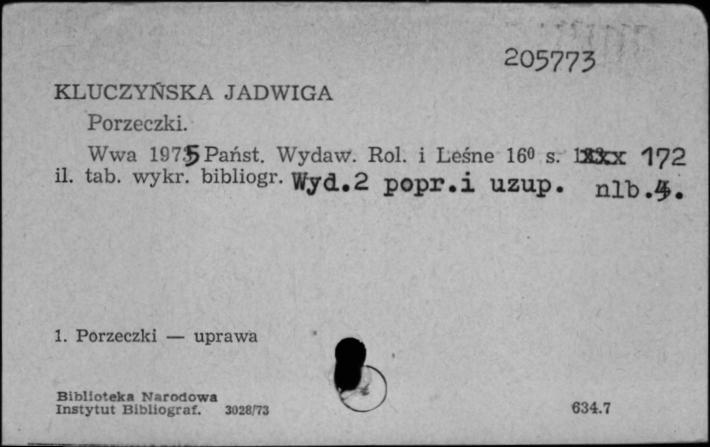 205773
KLUCZYŃSKA JADWIGA
Porzeczki.
Wwa 1975 Państ. Wydaw. Rol. i Leśne 16⁰ s. 172
il. tab. wykr. bibliogr. Wyd.2 popr.i uzup. nlb.4.
1. Porzeczki — uprawa
Biblioteka Narodowa
Instytut Bibliograf. 3028/73 634.7